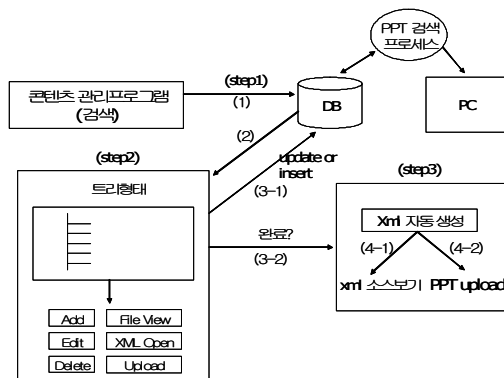 PPT 검색
프로세스
콘텐츠 관리프로그램
(검색)
(step1)
(1)
DB
PC
(2)
(step2)
트리형태
update or
insert
(3-1)
완료?
(3-2)
Add
File View
Edit
XML Open
Delete
Upload
(step3)
Xml 자동 생성
(4-1)
(4-2)
xml 소스보기
PPT upload